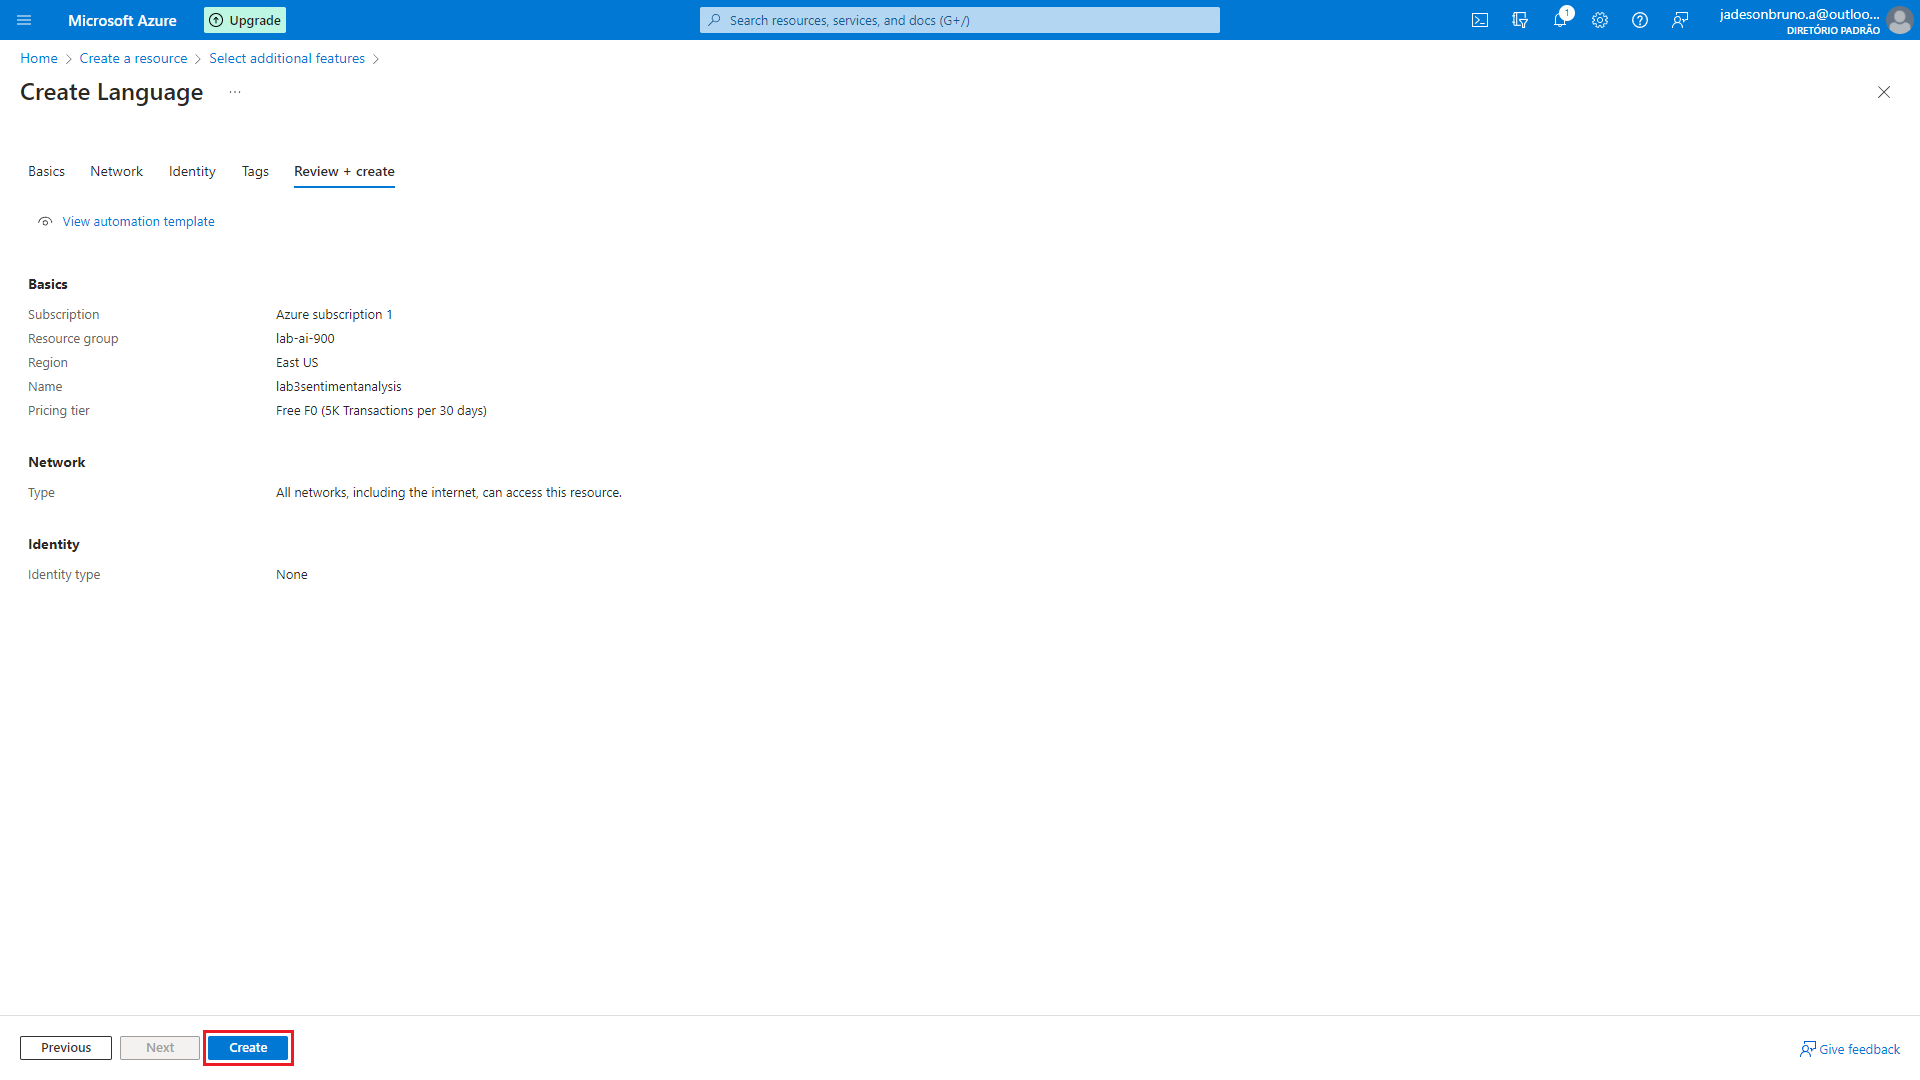 Microsoft Azure Upgrade Search resources, services, and docs (G+/) 1 jadesonbruno.a@outloo...
DIRETÓRIO PADRÃO
Home > Create a resource > Select additional features >
Create Language ...
Basics Network Identity Tags Review + create
View automation template
Basics
Subscription Azure subscription 1
Resource group lab-ai-900
Region East US
Name lab3sentimentanalysis
Pricing tier Free F0 (5K Transactions per 30 days)
Network
Type All networks, including the internet, can access this resource.
Identity
Identity type None
Previous Next Create Give feedback